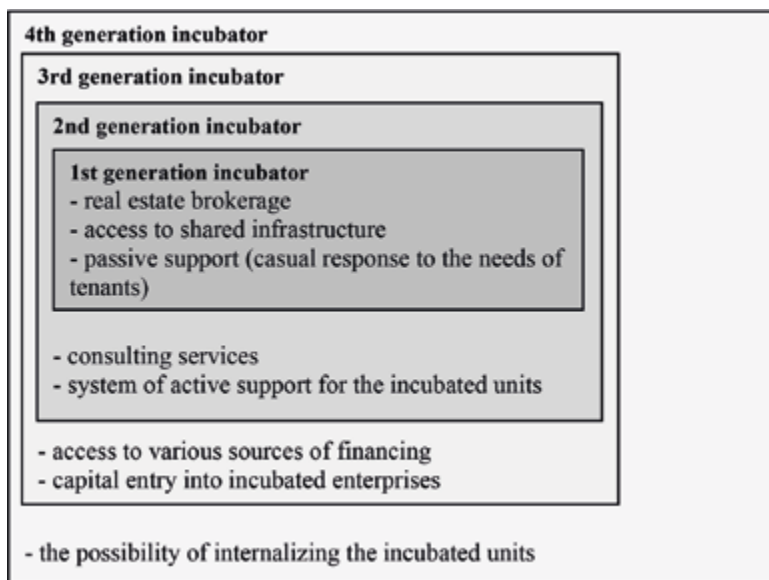 4th generation incubator
3rd generation incubator
2nd generation incubator
1st generation incubator
- real estate brokerage
- access to shared infrastructure
- passive support (casual response to the needs of
tenants)
- consulting services
- system of active support for the incubated units
- access to various sources of financing
- capital entry into incubated enterprises
- the possibility of internalizing the incubated units